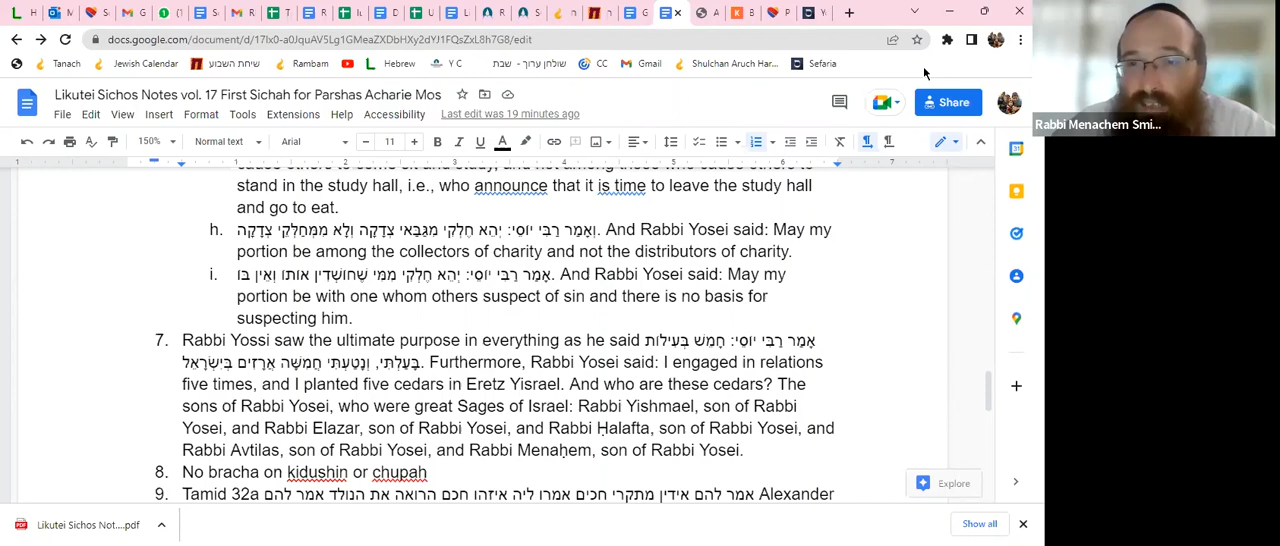 docs.google.com/document/d/17lx0-a0JquAV5Lg1GMeaZXDbHXy2dYJ1FQsZxL8h7G8/edit
Tanach Jewish Calendar שיחת השבוע Rambam Hebrew Y C שולחן ערוך - שבת CC Gmail Shulchan Aruch Har... Sefaria
Likutei Sichos Notes vol. 17 First Sichah for Parshas Acharie Mos
Share
File Edit View Insert Format Tools Extensions Help Accessibility Last edit was 19 minutes ago
150% Normal text Arial 11
1 1 2 3 4 5 6 7
stand in the study hall, i.e., who announce that it is time to leave the study hall
and go to eat.
h. וְאָמַר רַבִּי יוֹסֵי: יְהֵא חֶלְקִי מִגַּבָּאֵי צְדָקָה וְלָא מִמְּחַלְּקֵי צְדָקָה. And Rabbi Yosei said: May my
portion be among the collectors of charity and not the distributors of charity.
i. אָמַר רַבִּי יוֹסֵי: יְהֵא חֶלְקִי מִמִּי שֶׁחוֹשְׁדִין אוֹתוֹ וְאֵין בּוֹ. And Rabbi Yosei said: May my
portion be with one whom others suspect of sin and there is no basis for
suspecting him.
7. Rabbi Yossi saw the ultimate purpose in everything as he said אָמַר רַבִּי יוֹסֵי: חָמֵשׁ בְּעִילוֹת
בָּעַלְתִּי, וְנָטַעְתִּי חֲמִשָּׁה אֲרָזִים בְּיִשְׂרָאֵל. Furthermore, Rabbi Yosei said: I engaged in relations
five times, and I planted five cedars in Eretz Yisrael. And who are these cedars? The
sons of Rabbi Yosei, who were great Sages of Israel: Rabbi Yishmael, son of Rabbi
Yosei, and Rabbi Elazar, son of Rabbi Yosei, and Rabbi Ḥalafta, son of Rabbi Yosei, and
Rabbi Avtilas, son of Rabbi Yosei, and Rabbi Menaḥem, son of Rabbi Yosei.
8. No bracha on kidushin or chupah
9. Tamid 32a אמר להם אידין מתקרי חכים אמרו ליה איזהו חכם הרואה את הנולד אמר להם Alexander
Explore
Likutei Sichos Not....pdf
Show all
Rabbi Menachem Smi...